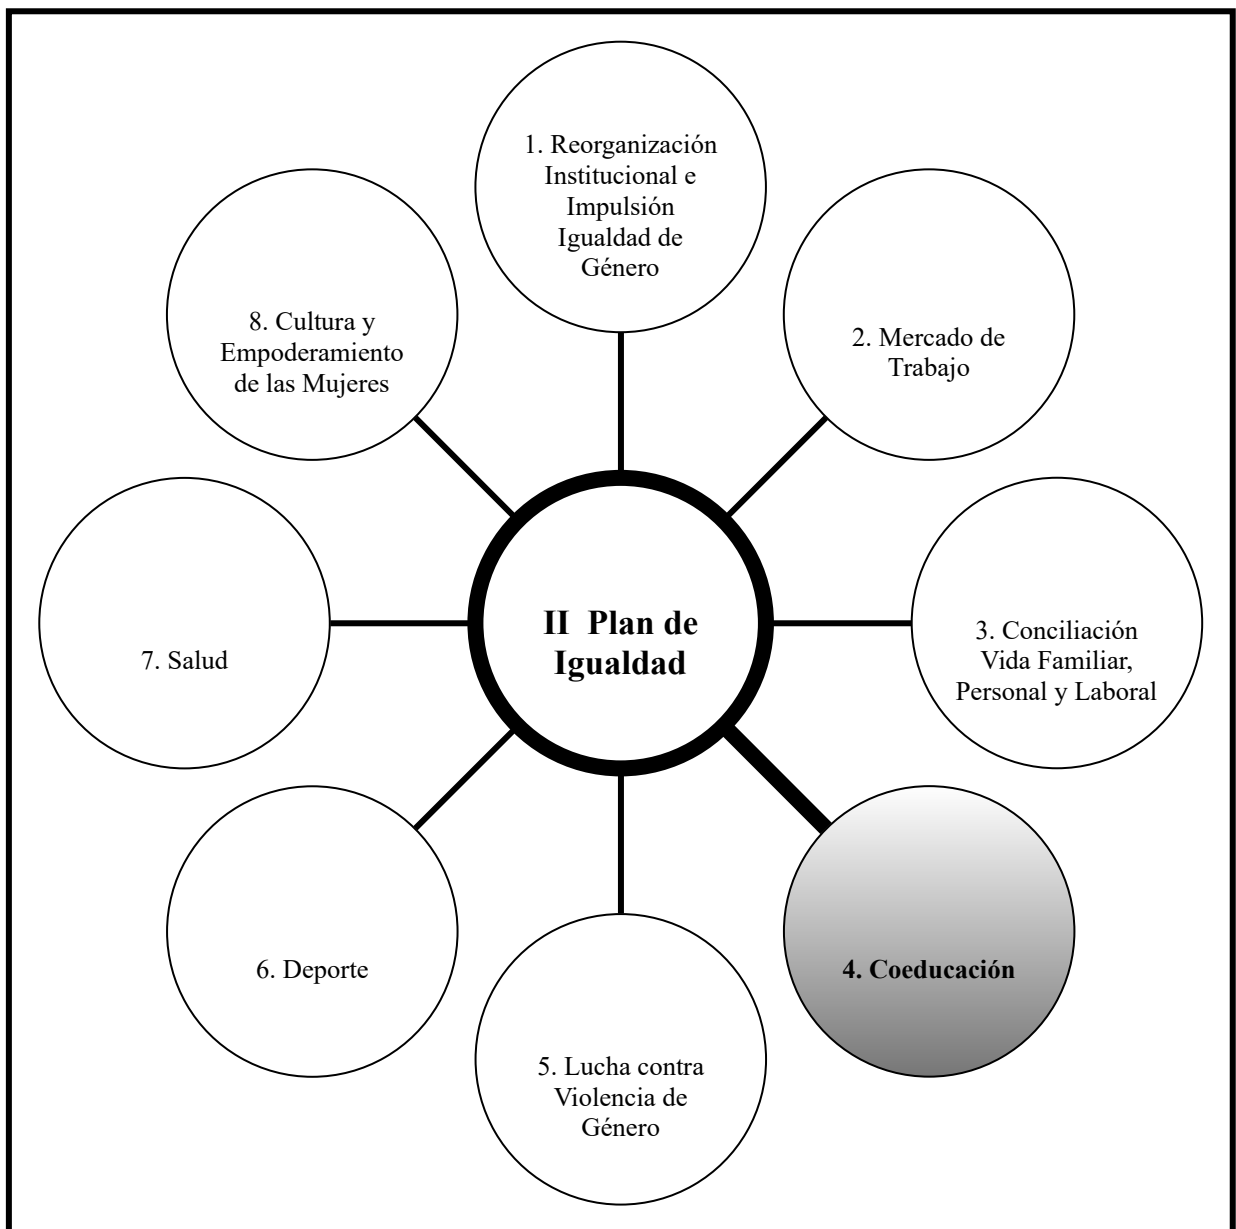 1. Reorganización
Institucional e
Impulsión
Igualdad de
Género
2. Mercado de
Trabajo
3. Conciliación
Vida Familiar,
Personal y Laboral
4. Coeducación
5. Lucha contra
Violencia de
Género
6. Deporte
7. Salud
8. Cultura y
Empoderamiento
de las Mujeres
II Plan de
Igualdad